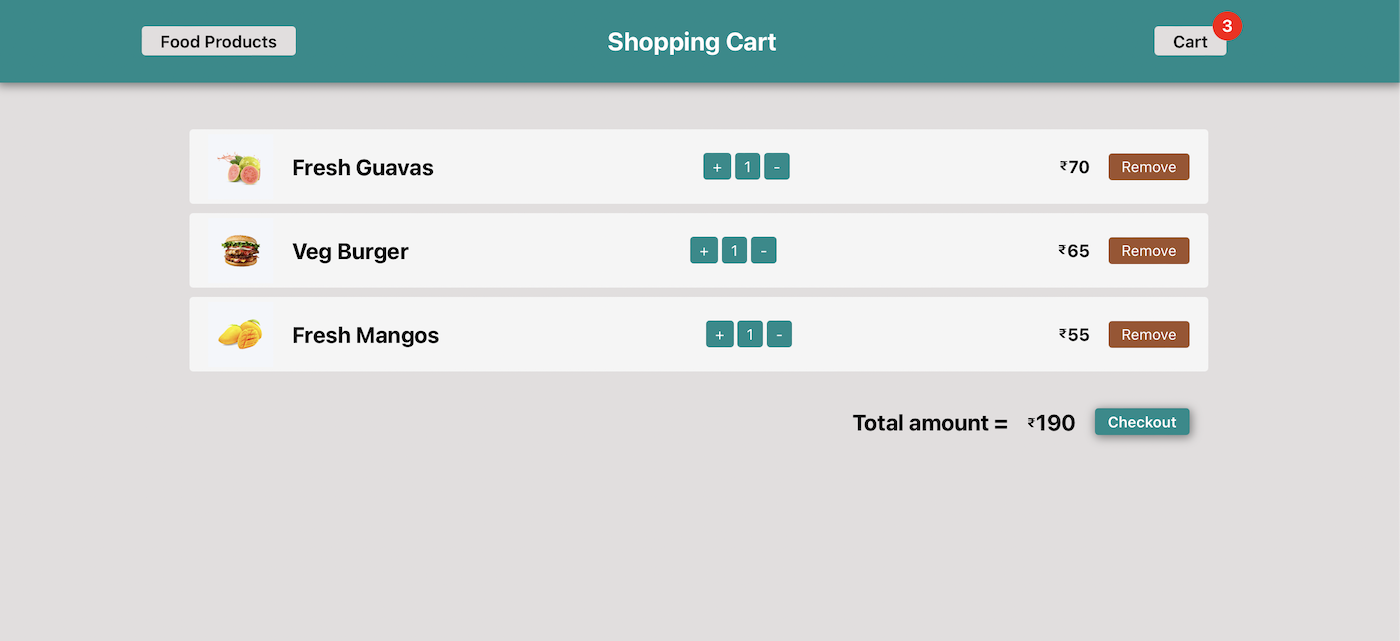 Food Products Shopping Cart Cart 3
Fresh Guavas + 1 - ₹70 Remove
Veg Burger + 1 - ₹65 Remove
Fresh Mangos + 1 - ₹55 Remove
Total amount = ₹190 Checkout